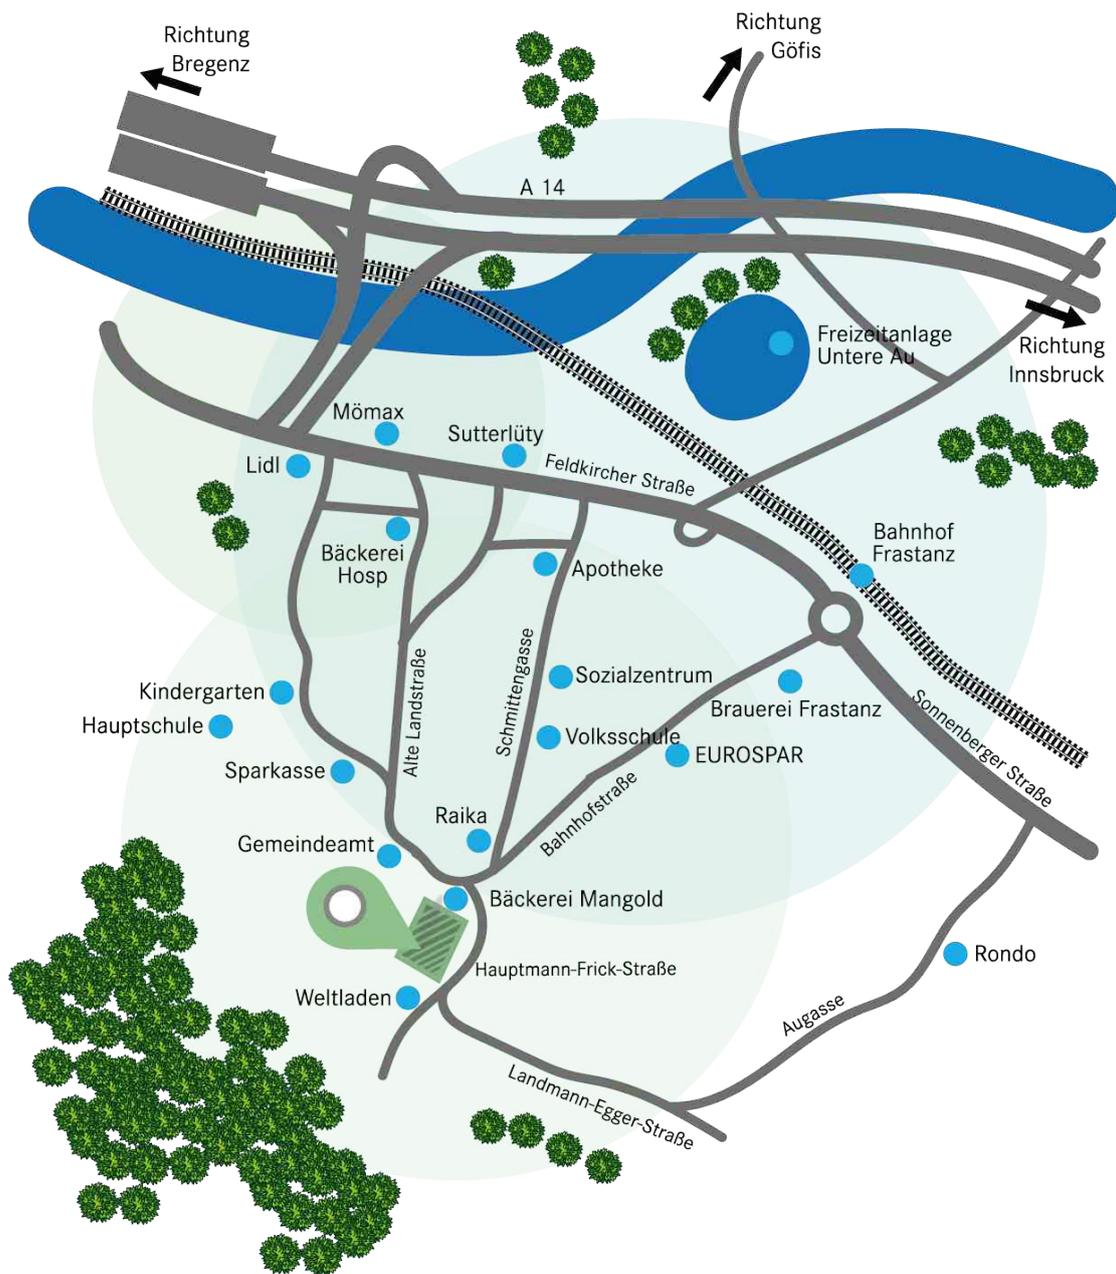 Richtung
Bregenz
Richtung
Göfis
A 14
Freizeitanlage
Untere Au
Richtung
Innsbruck
Mömax
Sutterlüty
Lidl
Feldkircher Straße
Bäckerei
Hosp
Apotheke
Bahnhof
Frastanz
Kindergarten
Hauptschule
Sparkasse
Alte Landstraße
Schmittengasse
Sozialzentrum
Volksschule
Brauerei Frastanz
EUROSPAR
Sonnenberger Straße
Raika
Bahnhofstraße
Gemeindeamt
Bäckerei Mangold
Hauptmann-Frick-Straße
Weltladen
Rondo
Augasse
Landmann-Egger-Straße